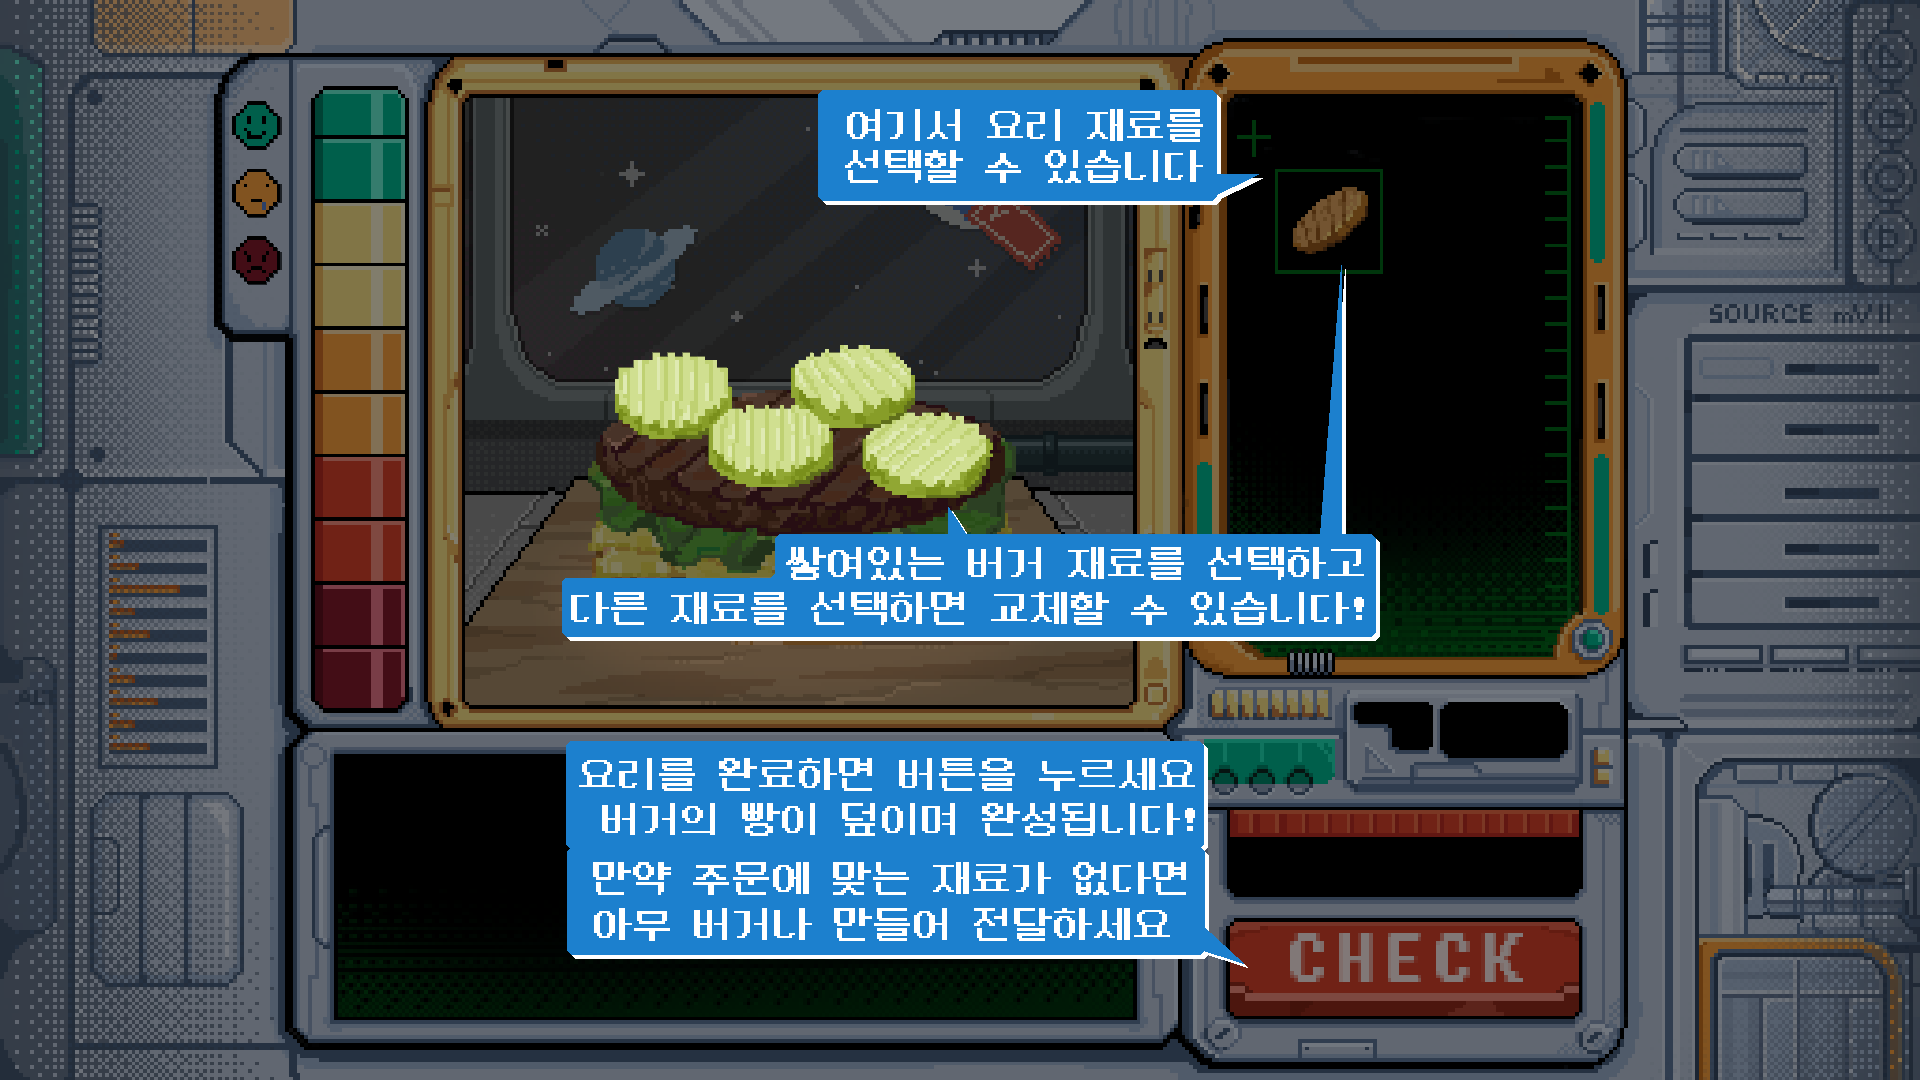 여기서 요리 재료를
선택할 수 있습니다
SOURCE
쌓여있는 버거 재료를 선택하고
다른 재료를 선택하면 교체할 수 있습니다!
요리를 완료하면 버튼을 누르세요
버거의 빵이 덮이며 완성됩니다!
만약 주문에 맞는 재료가 없다면
아무 버거나 만들어 전달하세요
CHECK